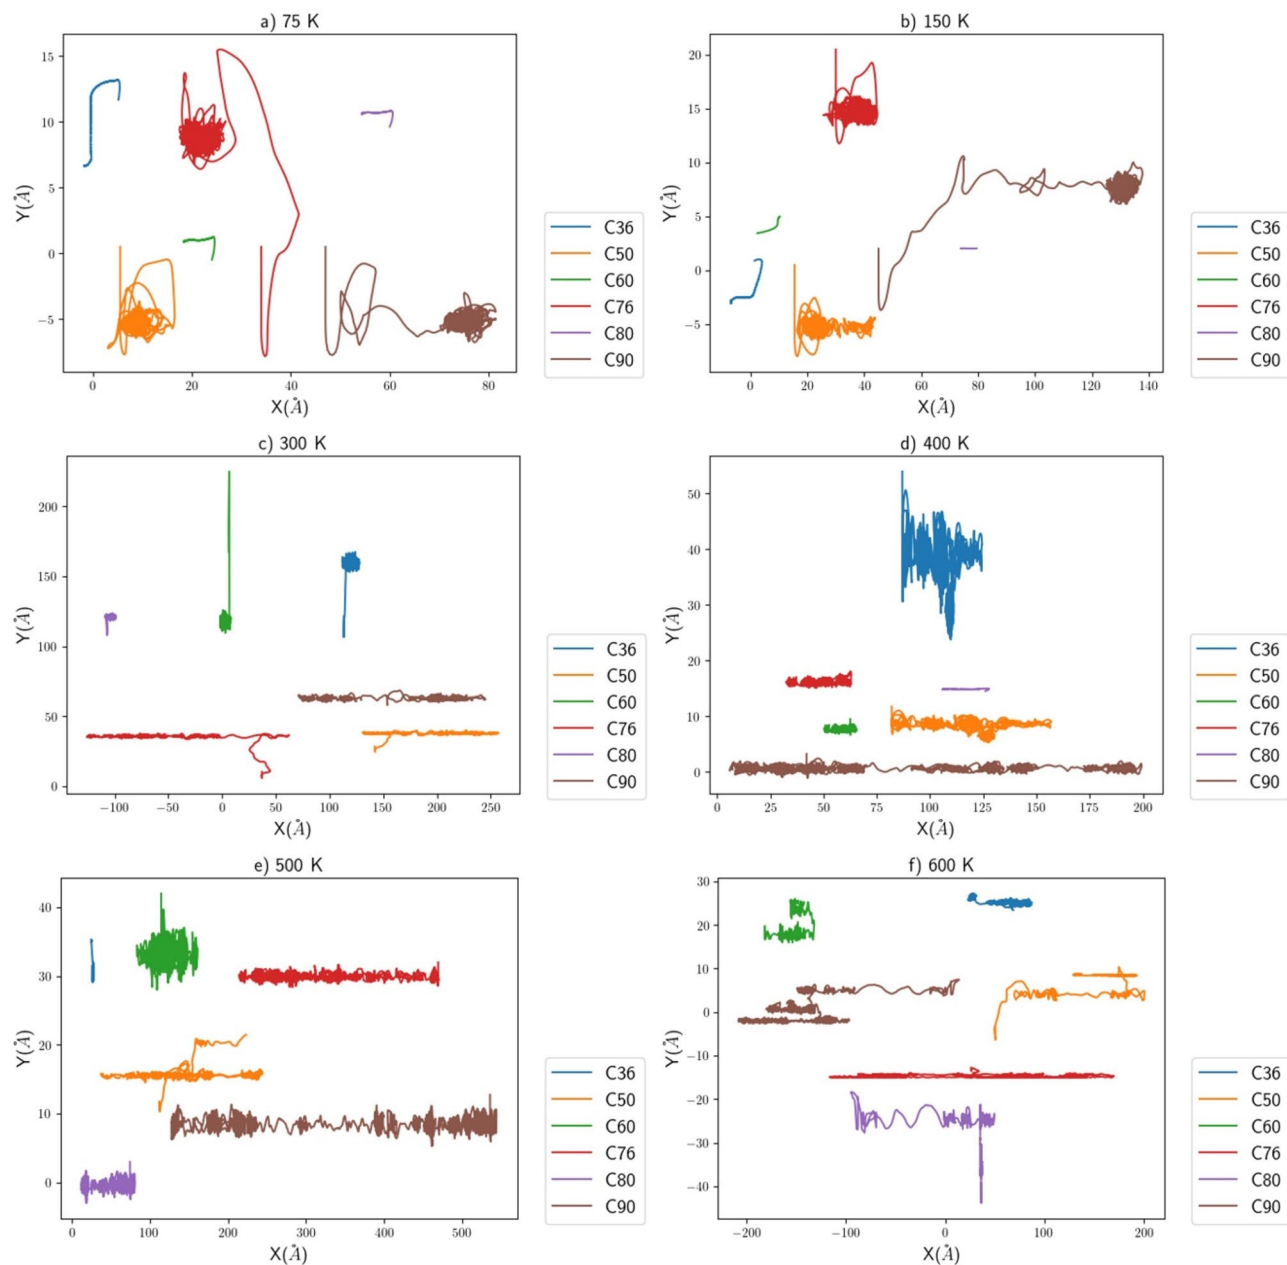 a) 75 K
15
10
5
0
−5
0
20
40
60
80
Y(Å)
X(Å)
C36
C50
C60
C76
C80
C90
b) 150 K
20
15
10
5
0
−5
0
20
40
60
80
100
120
140
Y(Å)
X(Å)
C36
C50
C60
C76
C80
C90
c) 300 K
200
150
100
50
0
−100
−50
0
50
100
150
200
250
Y(Å)
X(Å)
C36
C50
C60
C76
C80
C90
d) 400 K
50
40
30
20
10
0
0
25
50
75
100
125
150
175
200
Y(Å)
X(Å)
C36
C50
C60
C76
C80
C90
e) 500 K
40
30
20
10
0
0
100
200
300
400
500
Y(Å)
X(Å)
C36
C50
C60
C76
C80
C90
f) 600 K
30
20
10
0
−10
−20
−30
−40
−200
−100
0
100
200
Y(Å)
X(Å)
C36
C50
C60
C76
C80
C90